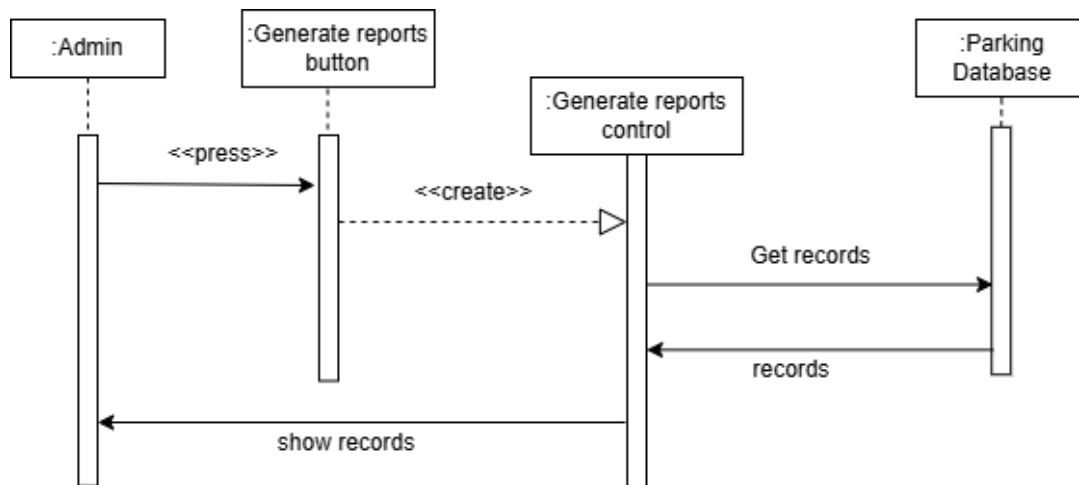 :Admin
:Generate reports
button
:Generate reports
control
:Parking
Database
<<press>>
<<create>>
Get records
records
show records